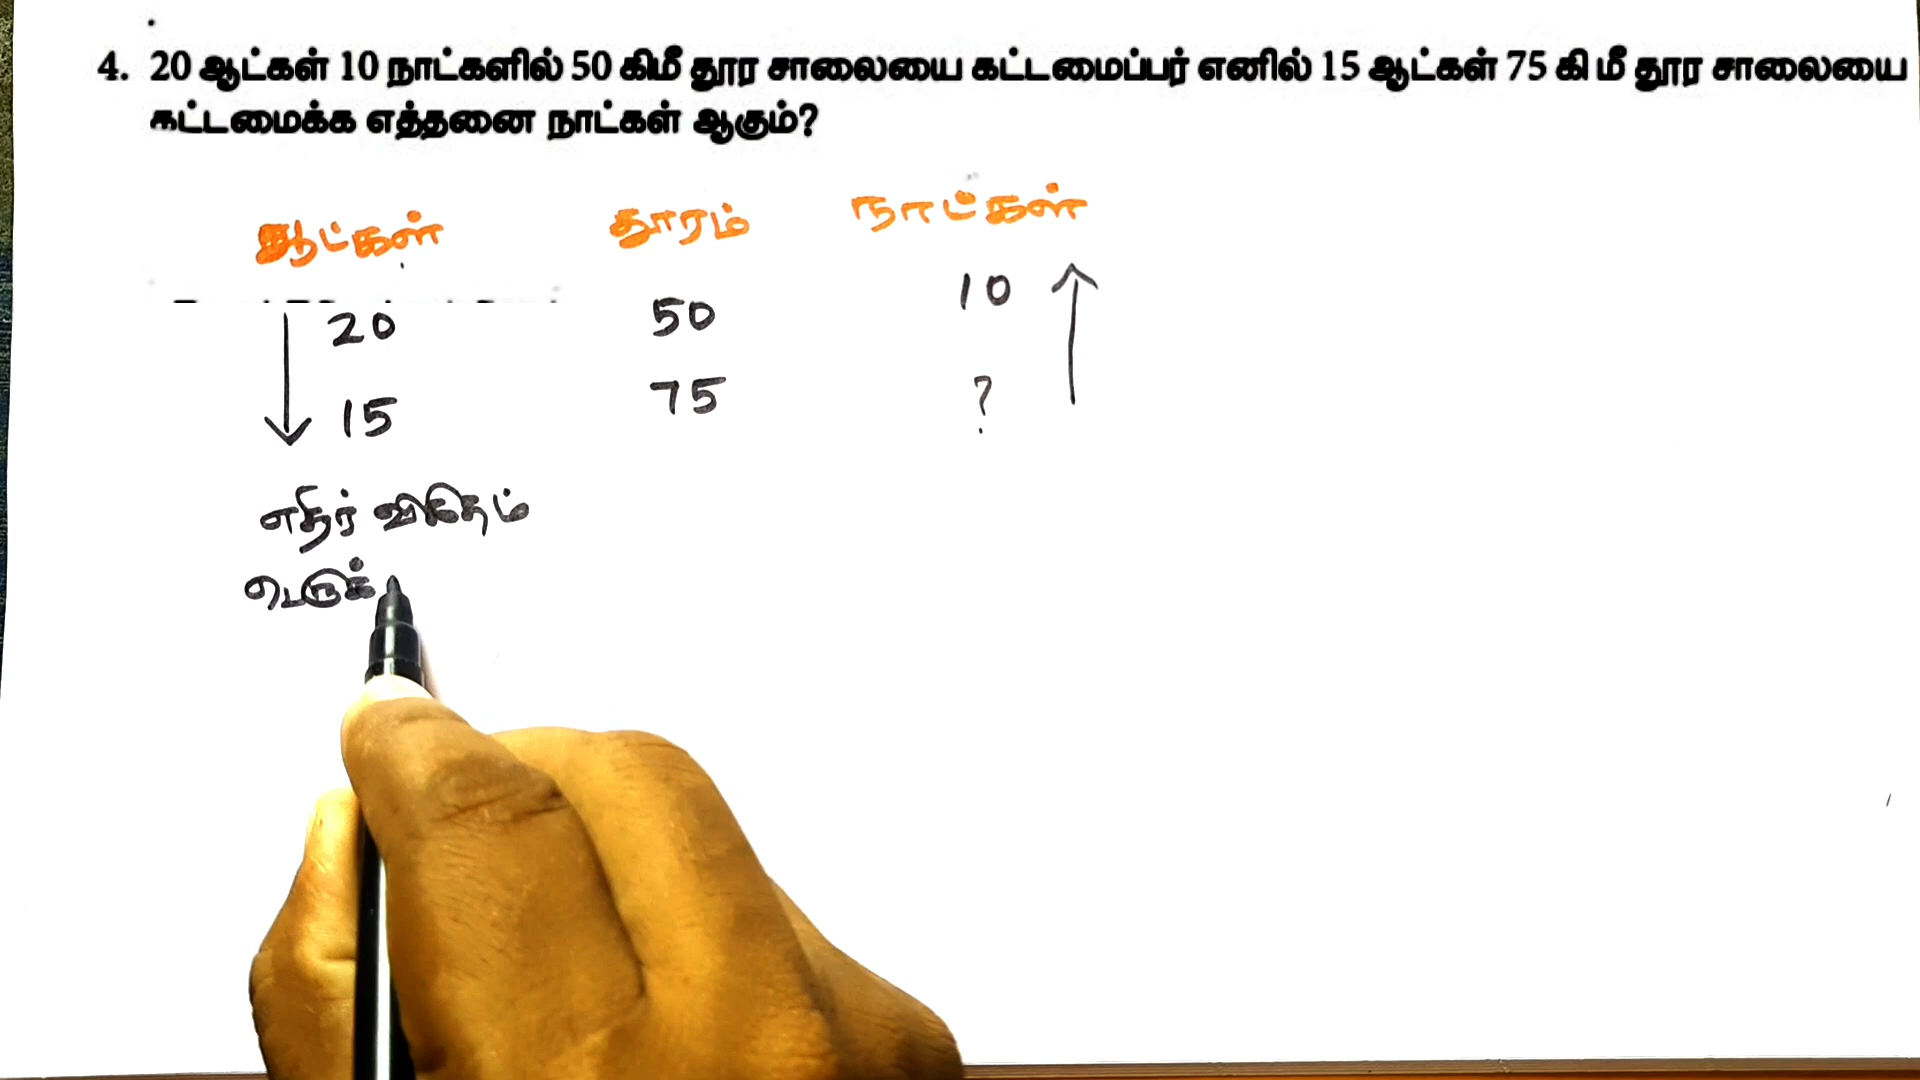 4. 20 ஆட்கள் 10 நாட்களில் 50 கிமீ தூர சாலையை கட்டமைப்பர் எனில் 15 ஆட்கள் 75 கி மீ தூர சாலையை
கட்டமைக்க எத்தனை நாட்கள் ஆகும்?
ஆட்கள் தூரம் நாட்கள்
20 50 10
15 75 ?
எதிர் விகிதம்
பெருக்